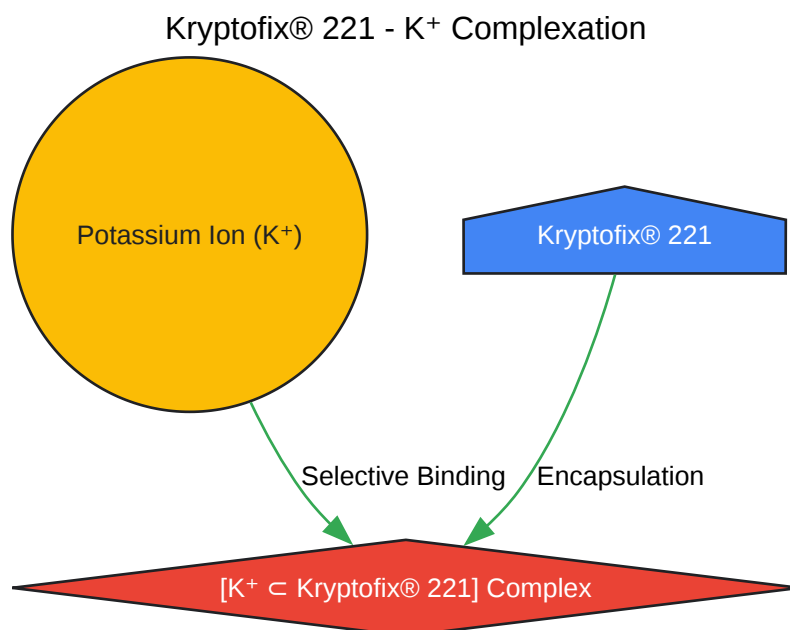 Kryptofix® 221 - K⁺ Complexation
Potassium Ion (K⁺)
Kryptofix® 221
Selective Binding
Encapsulation
[K⁺ ⊂ Kryptofix® 221] Complex